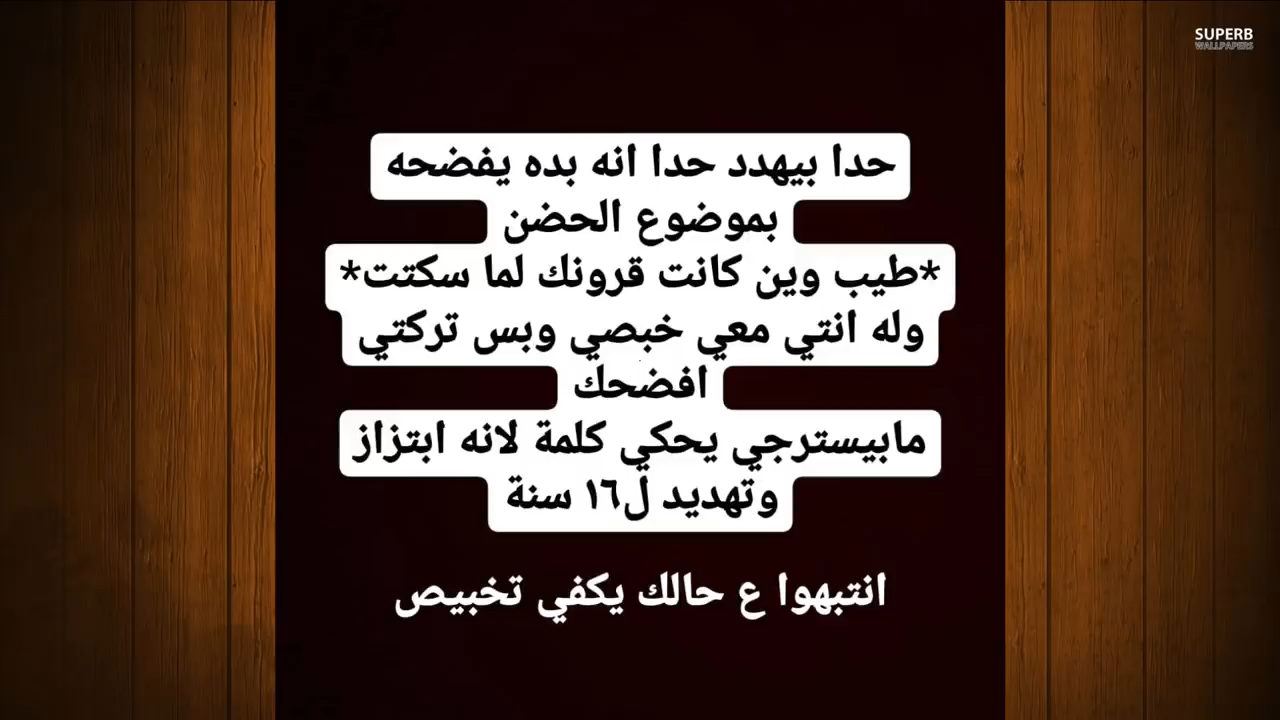 SUPERB
WALLPAPERS
حدا بيهدد حدا انه بده يفضحه
بموضوع الحضن
*طيب وين كانت قرونك لما سكتت*
وله انتي معي خبصي وبس تركتي
افضحك
مابيسترجي يحكي كلمة لانه ابتزاز
وتهديد ل١٦ سنة
انتبهوا ع حالك يكفي تخبيص